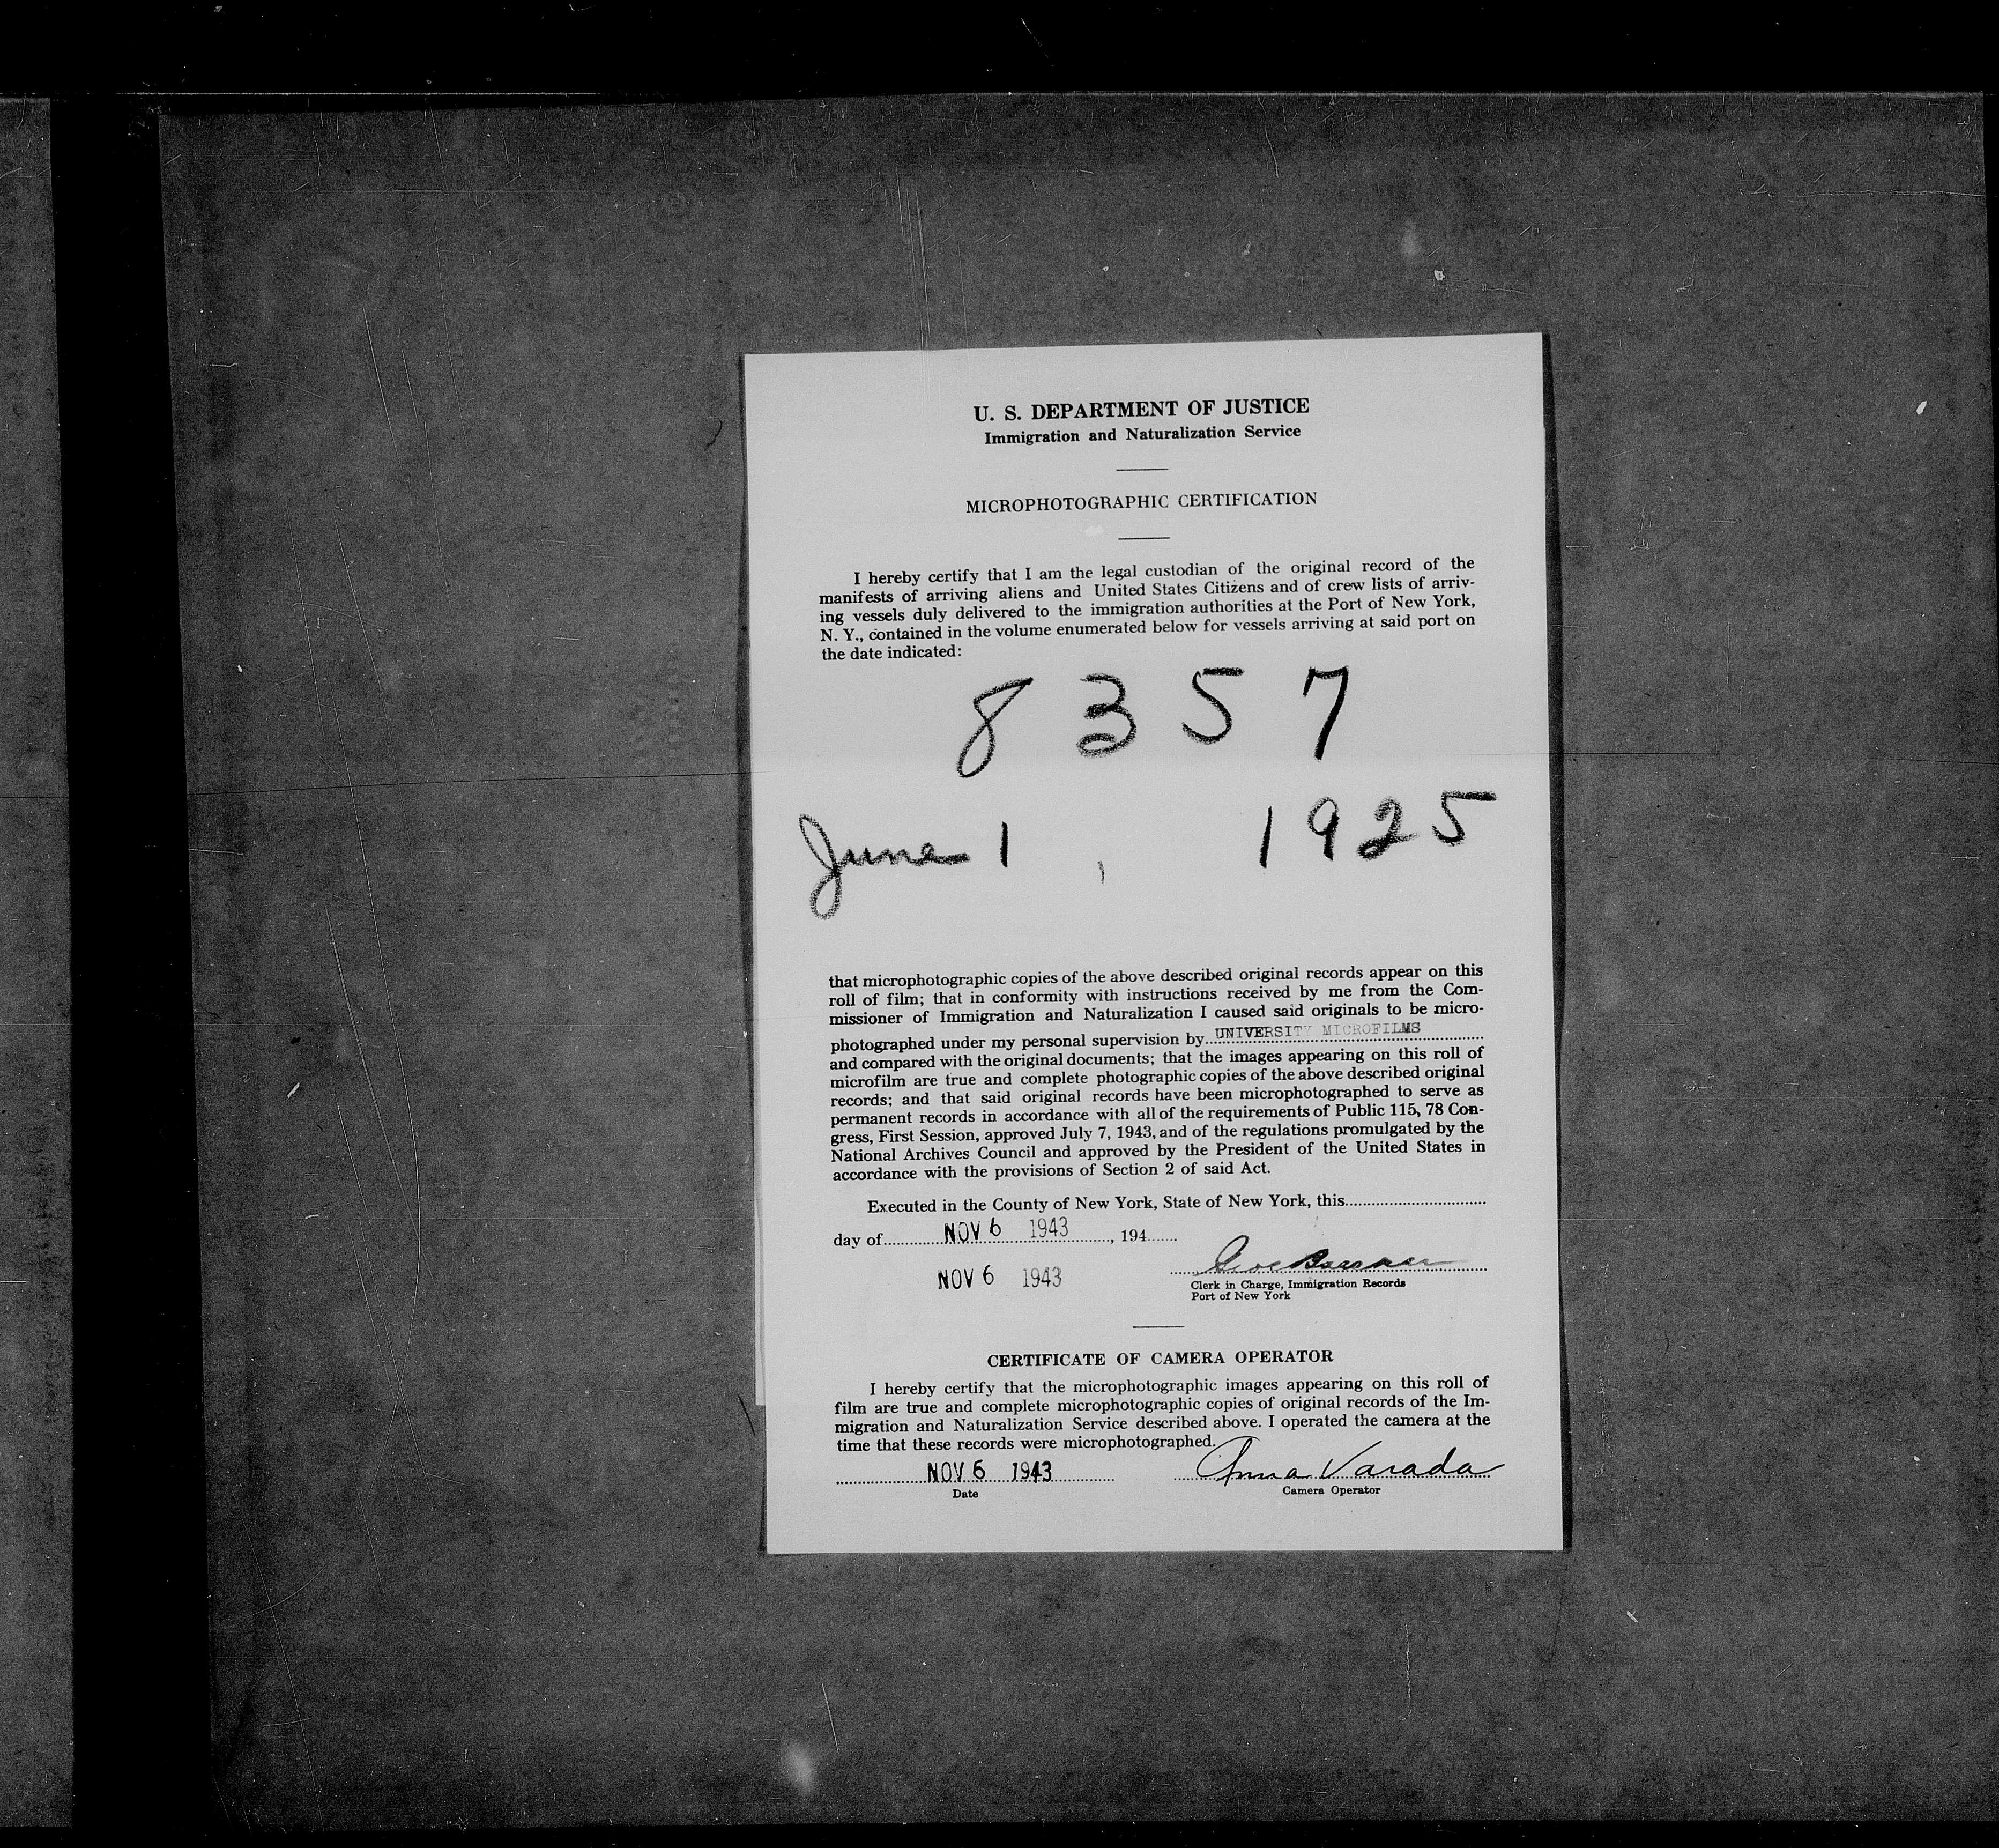 U. S. DEPARTMENT OF JUSTICE
Immigration and Naturalization Service
MICROPHOTOGRAPHIC CERTIFICATION
I hereby certify that I am the legal custodian of the original record of the
manifests of arriving aliens and United States Citizens and of crew lists of arriv-
ing vessels duly delivered to the immigration authorities at the Port of New York,
N. Y., contained in the volume enumerated below for vessels arriving at said port on
the date indicated:
8 3 5 7
June 1, 1925
that microphotographic copies of the above described original records appear on this
roll of film; that in conformity with instructions received by me from the Com-
missioner of Immigration and Naturalization I caused said originals to be micro-
photographed under my personal supervision by UNIVERSITY MICROFILMS
and compared with the original documents; that the images appearing on this roll of
microfilm are true and complete photographic copies of the above described original
records; and that said original records have been microphotographed to serve as
permanent records in accordance with all of the requirements of Public 115, 78 Con-
gress, First Session, approved July 7, 1943, and of the regulations promulgated by the
National Archives Council and approved by the President of the United States in
accordance with the provisions of Section 2 of said Act.
Executed in the County of New York, State of New York, this
day of NOV 6 1943, 194
NOV 6 1943
Clerk in Charge, Immigration Records
Port of New York
CERTIFICATE OF CAMERA OPERATOR
I hereby certify that the microphotographic images appearing on this roll of
film are true and complete microphotographic copies of original records of the Im-
migration and Naturalization Service described above. I operated the camera at the
time that these records were microphotographed.
NOV 6 1943 Anna Varada
Date Camera Operator